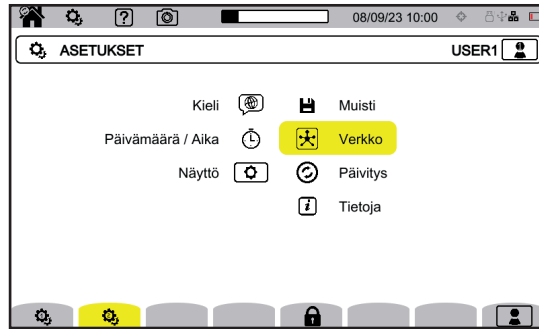 08/09/23 10:00
ASETUKSET USER1
Kieli Muisti
Päivämäärä / Aika Verkko
Näyttö Päivitys
Tietoja